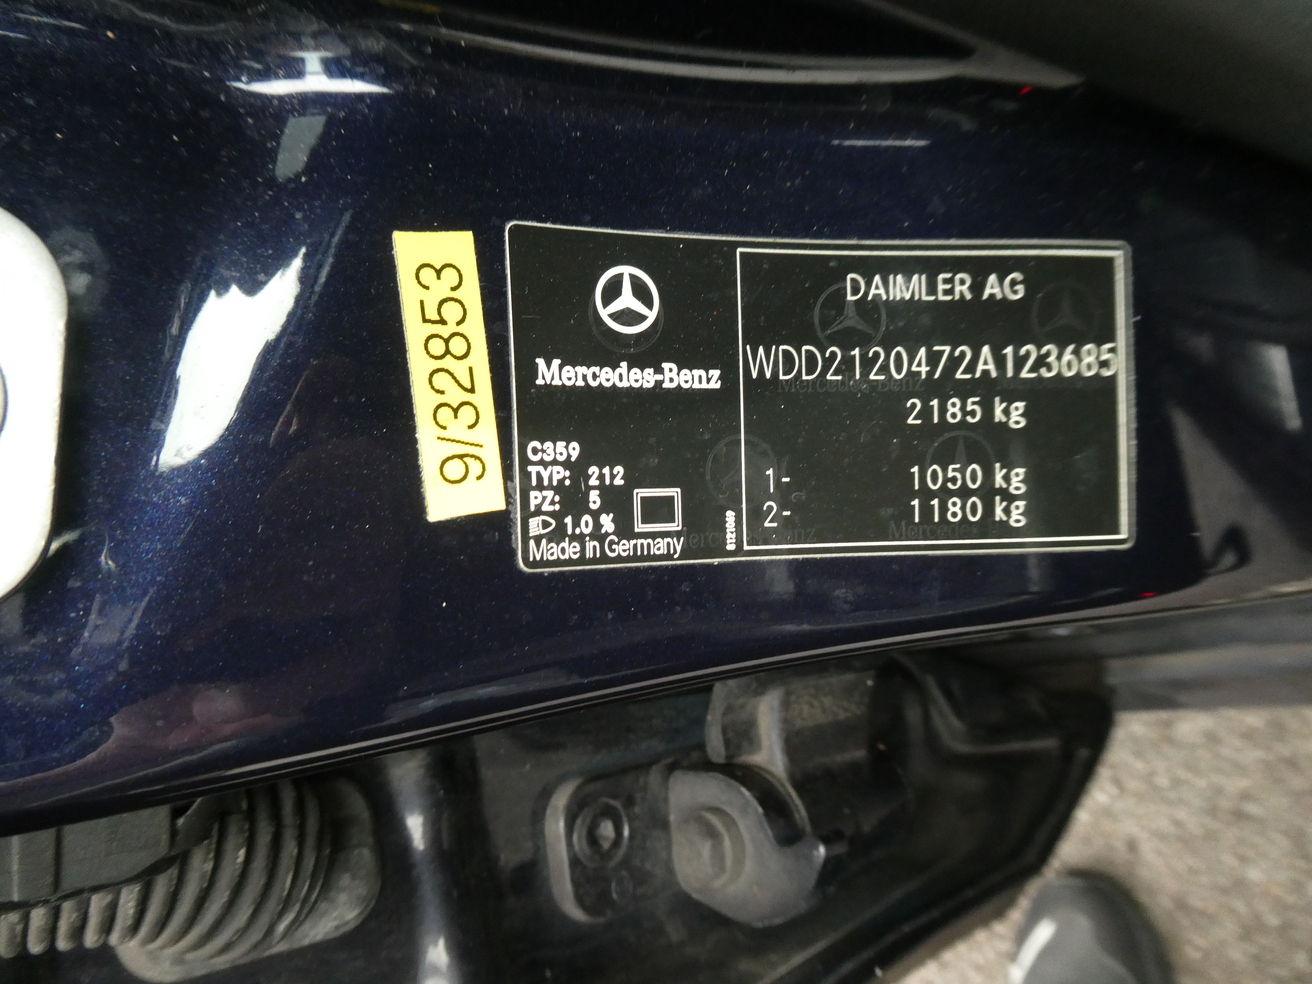 9/32853
Mercedes-Benz
C359
TYP: 212
PZ: 5
1.0 %
Made in Germany
8121069
DAIMLER AG
WDD2120472A123685
2185 kg
1- 1050 kg
2- 1180 kg